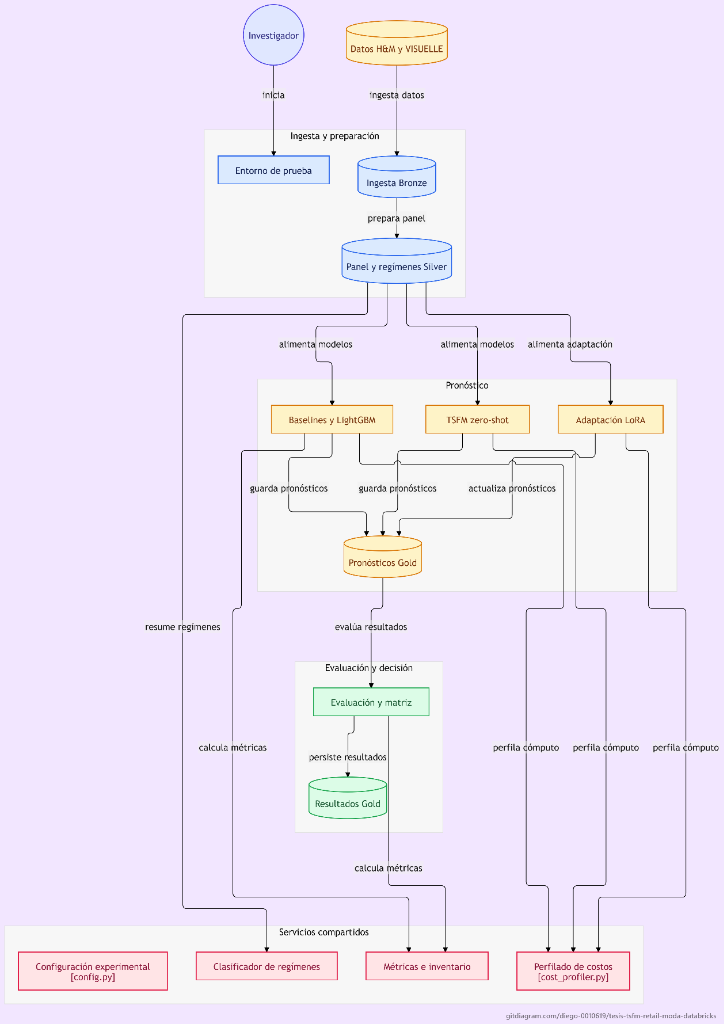 Investigador
Datos H&M y VISUELLE
inicia
ingesta datos
Ingesta y preparación
Entorno de prueba
Ingesta Bronze
prepara panel
Panel y regímenes Silver
alimenta modelos
alimenta modelos
alimenta adaptación
Pronóstico
Baselines y LightGBM
TSFM zero-shot
Adaptación LoRA
guarda pronósticos
guarda pronósticos
actualiza pronósticos
Pronósticos Gold
resume regímenes
evalúa resultados
Evaluación y decisión
Evaluación y matriz
calcula métricas
persiste resultados
perfila cómputo
perfila cómputo
perfila cómputo
Resultados Gold
calcula métricas
Servicios compartidos
Configuración experimental
[config.py]
Clasificador de regímenes
Métricas e inventario
Perfilado de costos
[cost_profiler.py]
gitdiagram.com/diego-0010619/tesis-tsfm-retail-moda-databricks